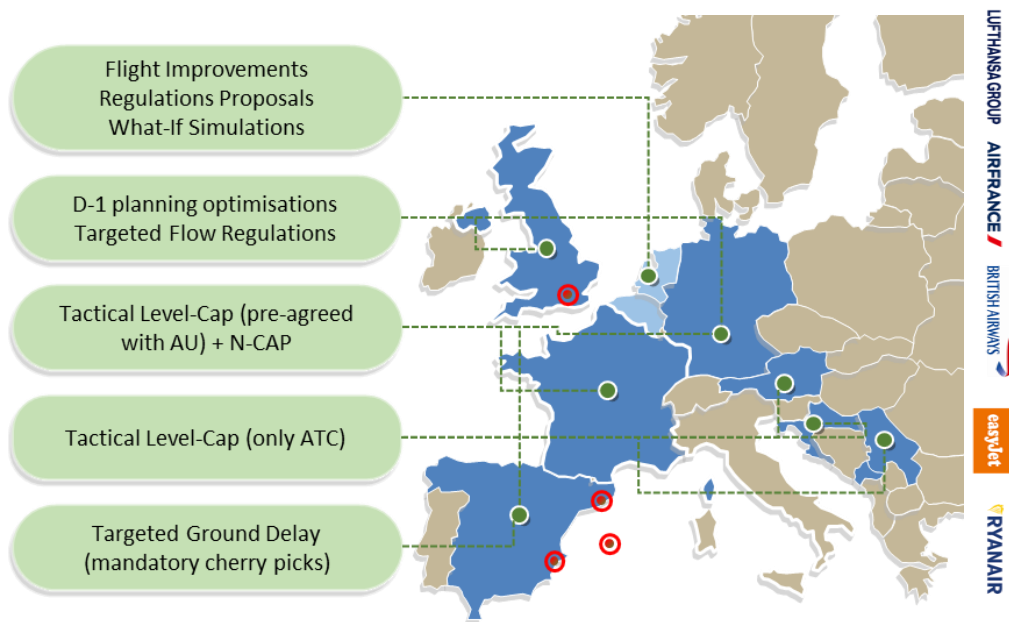 Flight Improvements
Regulations Proposals
What-If Simulations
D-1 planning optimisations
Targeted Flow Regulations
Tactical Level-Cap (pre-agreed
with AU) + N-CAP
Tactical Level-Cap (only ATC)
Targeted Ground Delay
(mandatory cherry picks)
LUFTHANSA GROUP
AIRFRANCE
BRITISH AIRWAYS
easyJet
RYANAIR